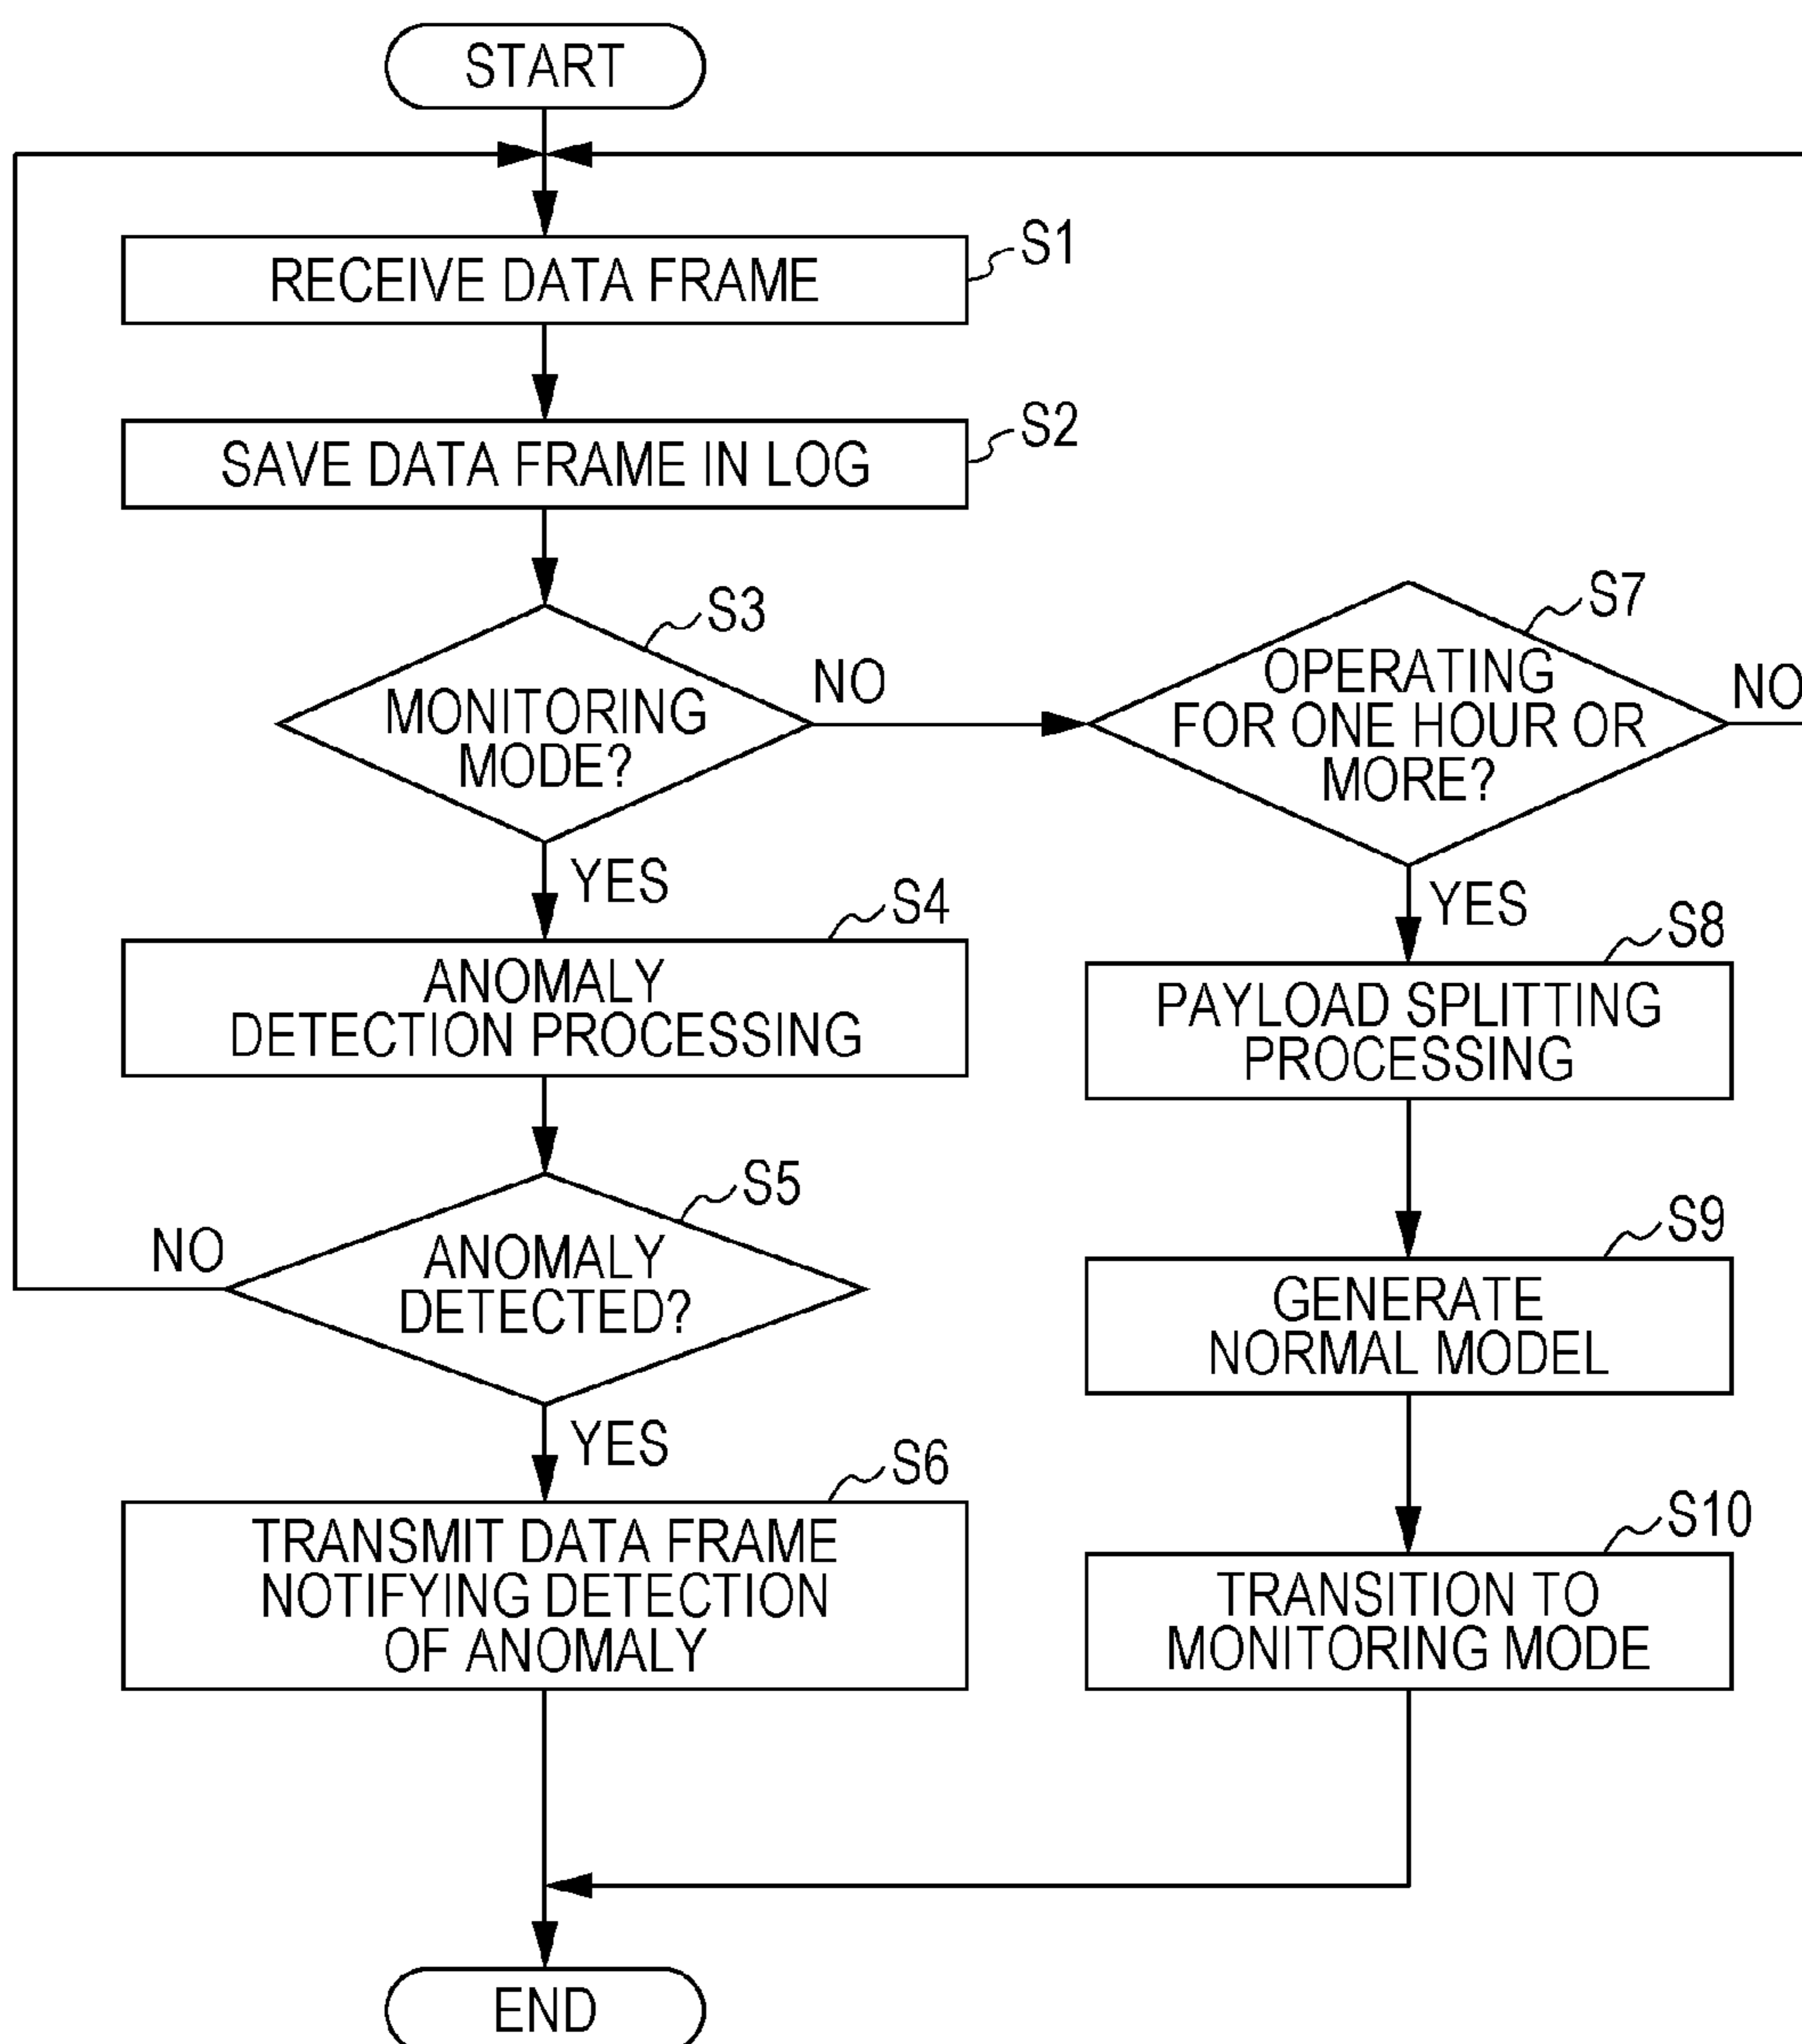 START
S1
RECEIVE DATA FRAME
S2
SAVE DATA FRAME IN LOG
S3
MONITORING
MODE?
NO
YES
S4
ANOMALY
DETECTION PROCESSING
S5
ANOMALY
DETECTED?
NO
YES
S6
TRANSMIT DATA FRAME
NOTIFYING DETECTION
OF ANOMALY
S7
OPERATING
FOR ONE HOUR OR
MORE?
NO
YES
S8
PAYLOAD SPLITTING
PROCESSING
S9
GENERATE
NORMAL MODEL
S10
TRANSITION TO
MONITORING MODE
END